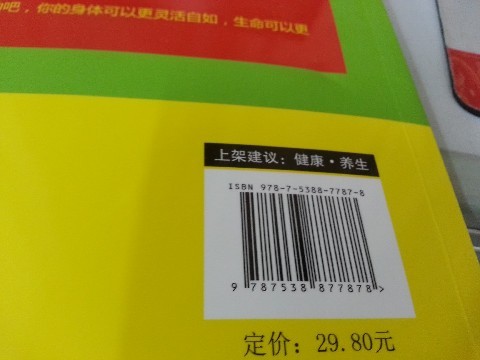 吧，你的身体可以更灵活自如，生命可以更
上架建议：健康·养生
ISBN 978-7-5388-7787-8
9 787538 877878 >
定价：29.80元